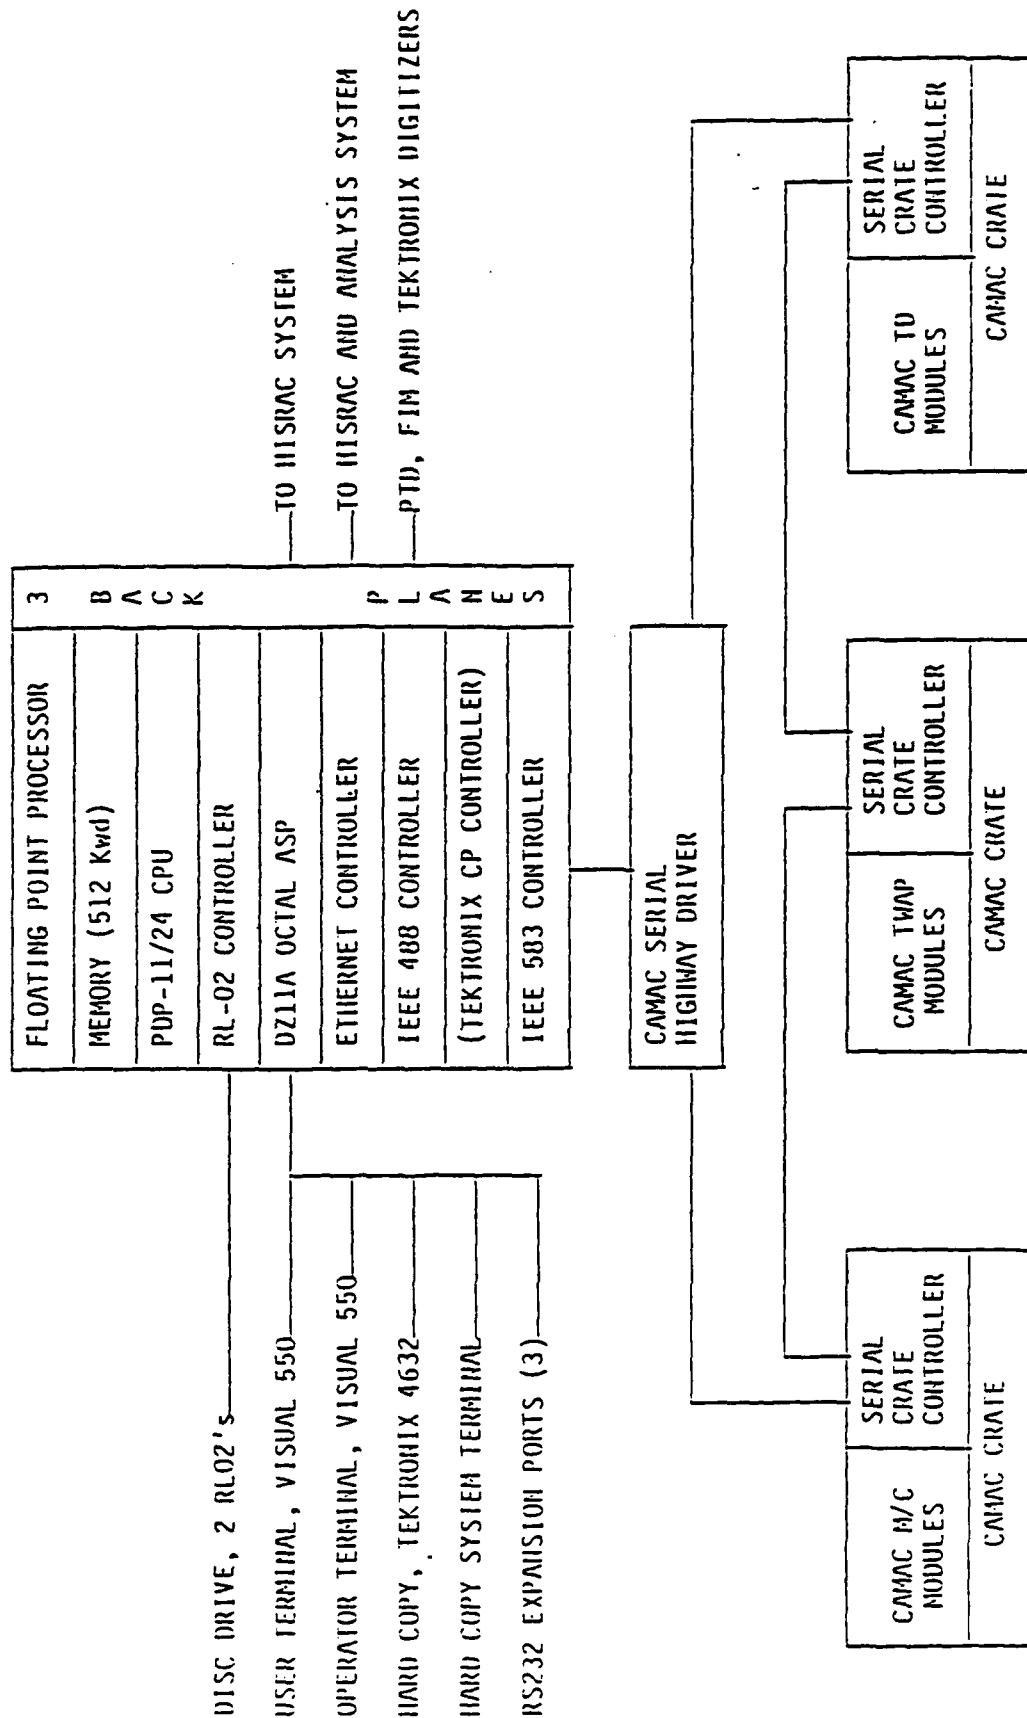 FLOATING POINT PROCESSOR
MEMORY (512 Kwd)
PDP-11/24 CPU
RL-02 CONTROLLER
DZ11A OCTAL ASP
ETHERNET CONTROLLER
IEEE 488 CONTROLLER
(TEKTRONIX CP CONTROLLER)
IEEE 583 CONTROLLER
3 BACK PLANES
DISC DRIVE, 2 RL02's
USER TERMINAL, VISUAL 550
OPERATOR TERMINAL, VISUAL 550
HARD COPY, TEKTRONIX 4632
HARD COPY SYSTEM TERMINAL
RS232 EXPANSION PORTS (3)
TO HISRAC SYSTEM
TO HISRAC AND ANALYSIS SYSTEM
PTD, FIM AND TEKTRONIX DIGITIZERS
CAMAC SERIAL
HIGHWAY DRIVER
CAMAC M/C
MODULES
SERIAL
CRATE
CONTROLLER
CAMAC CRATE
CAMAC TWAP
MODULES
SERIAL
CRATE
CONTROLLER
CAMAC CRATE
CAMAC TD
MODULES
SERIAL
CRATE
CONTROLLER
CAMAC CRATE